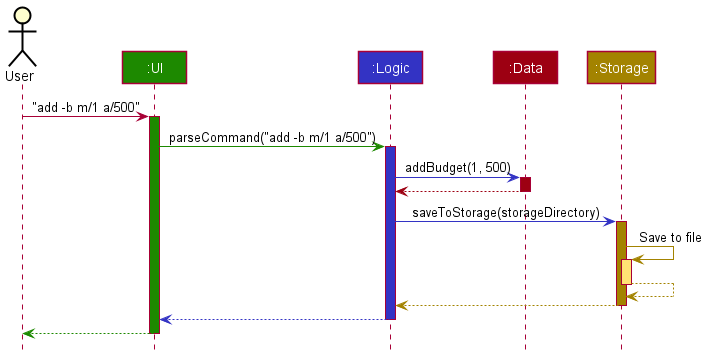 User
:UI
:Logic
:Data
:Storage
"add -b m/1 a/500"
parseCommand("add -b m/1 a/500")
addBudget(1, 500)
saveToStorage(storageDirectory)
Save to file